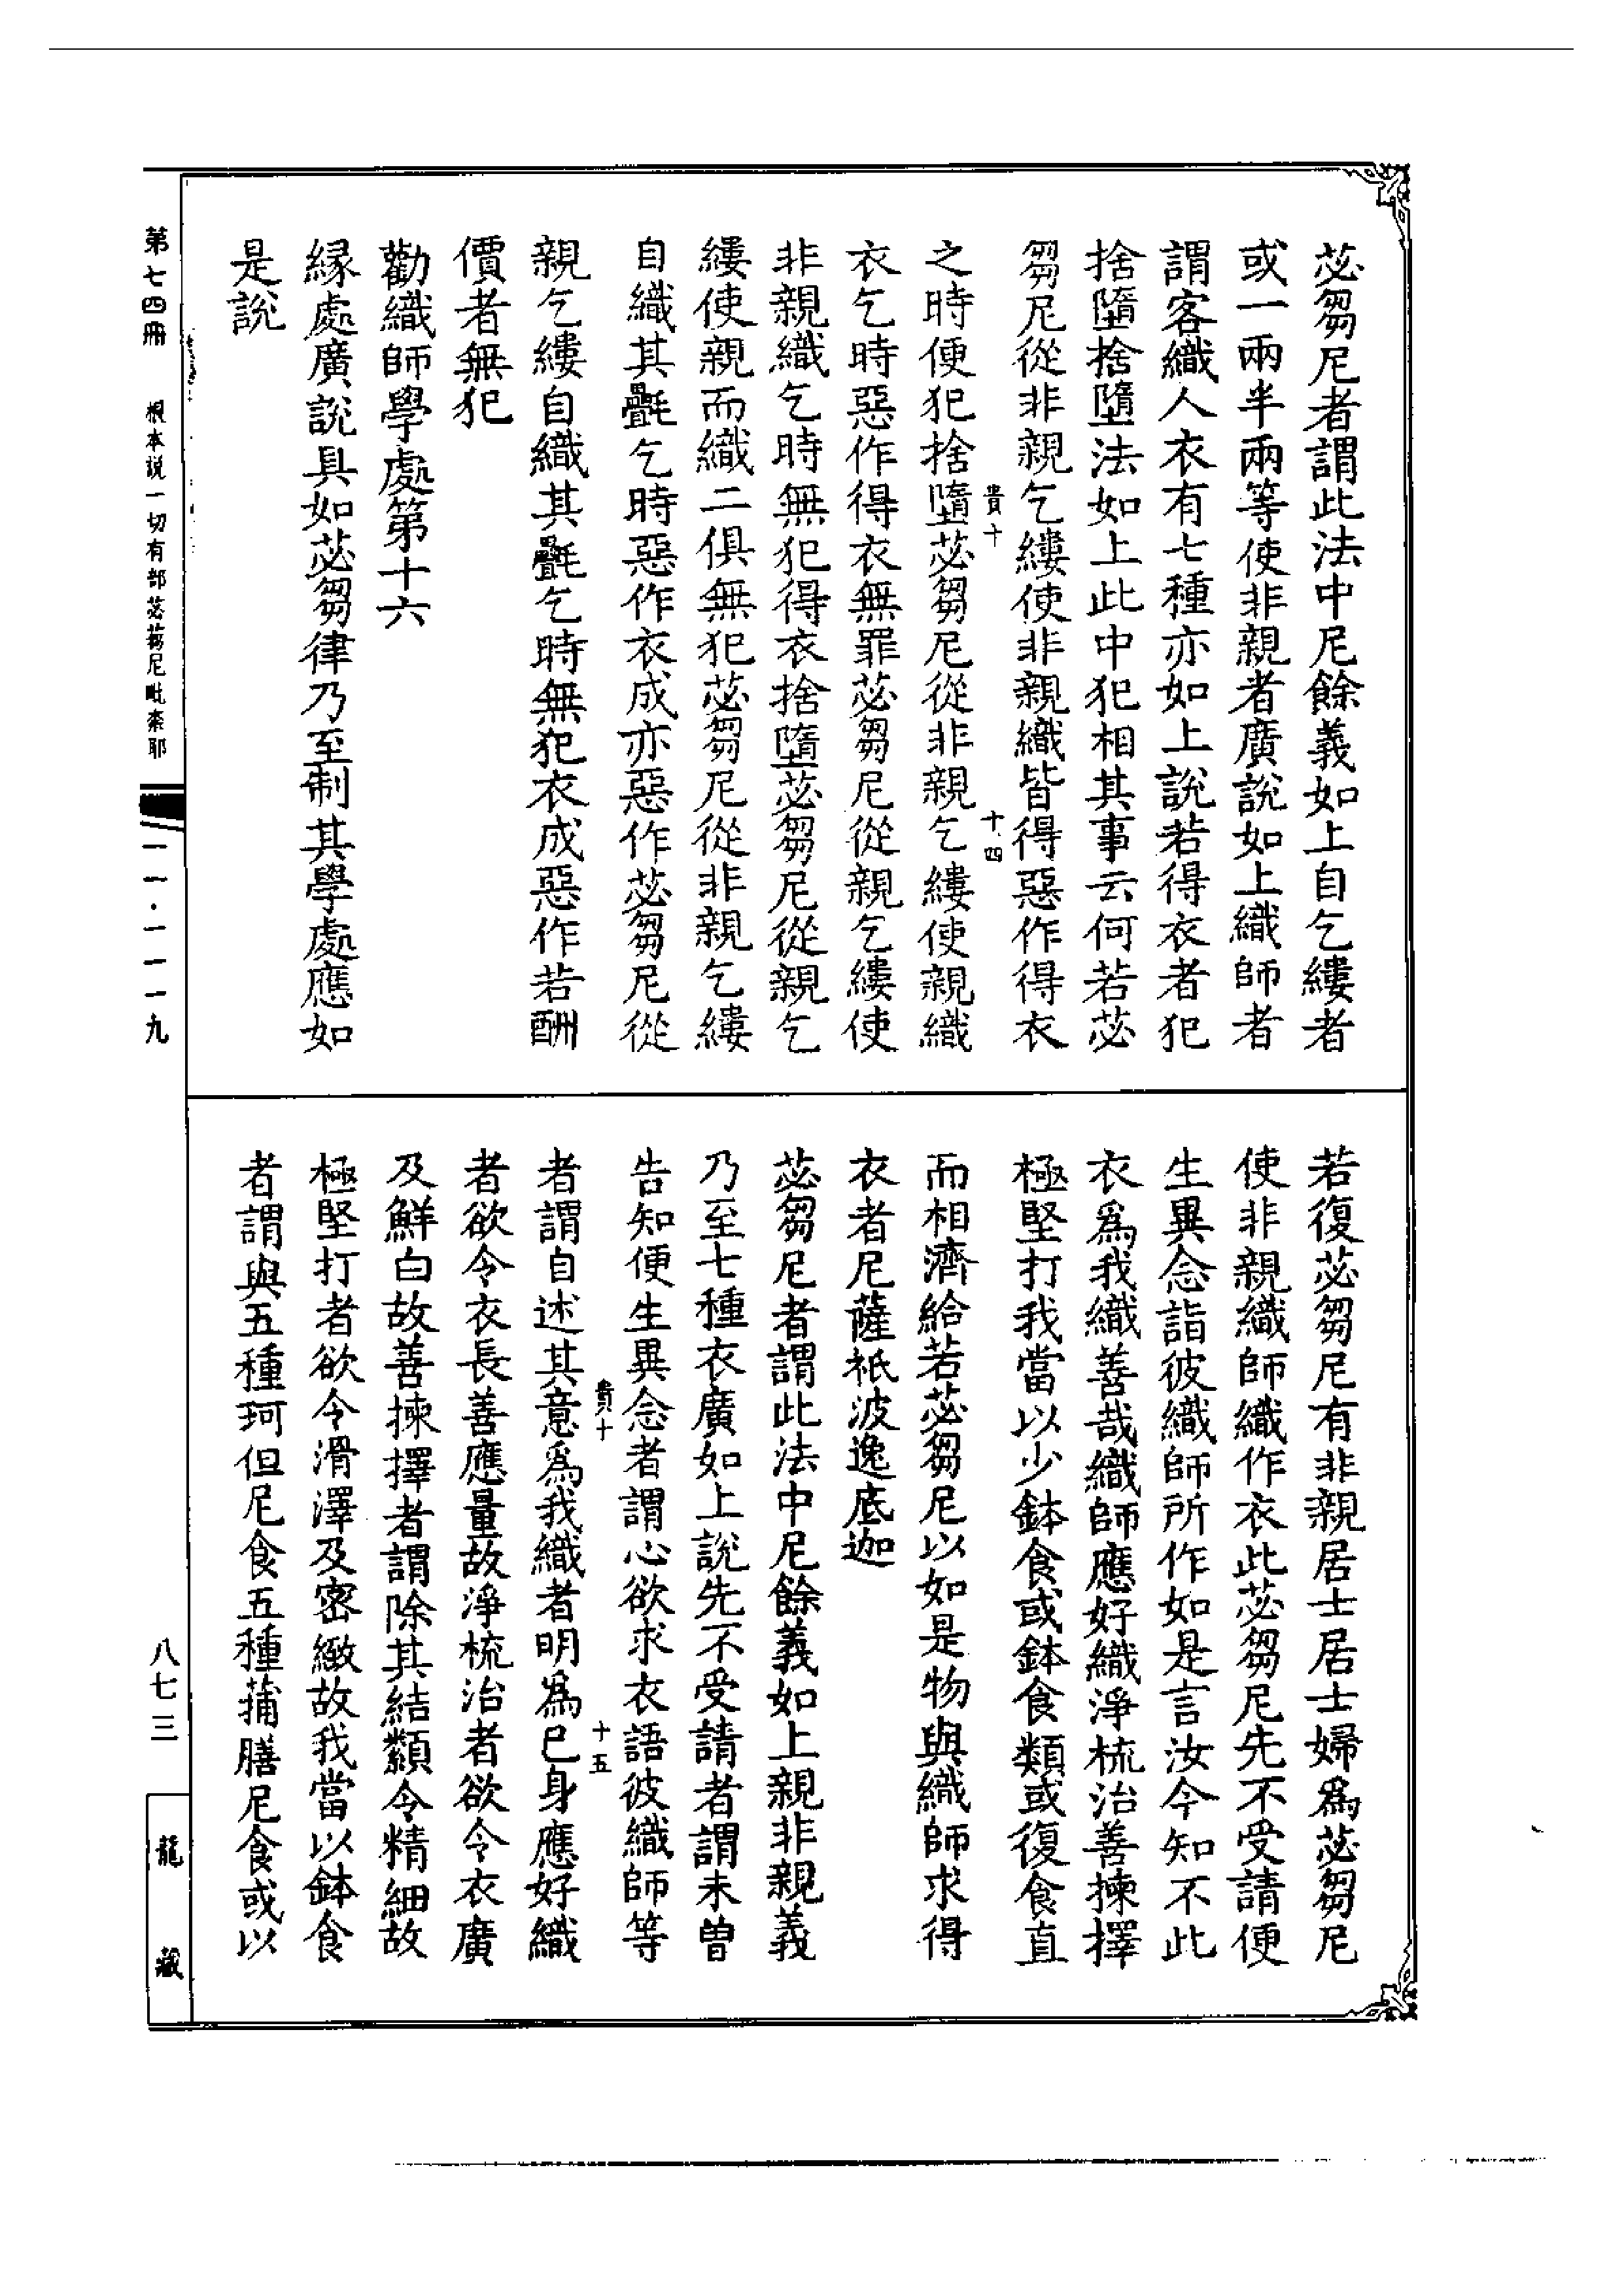 苾芻尼者謂此法中尼餘義如上自乞縷者
或一兩半兩等使非親者廣說如上織師者
謂客織人衣有七種亦如上說若得衣者犯
捨墮捨墮法如上此中犯相其事云何若苾
芻尼從非親乞縷使非親織皆得惡作得衣
貴十
十四
之時便犯捨墮苾芻尼從非親乞縷使親織
衣乞時惡作得衣無罪苾芻尼從親乞縷使
非親織乞時無犯得衣捨墮苾芻尼從親乞
縷使親而織二俱無犯苾芻尼從非親乞縷
自織其㲲乞時惡作衣成亦惡作苾芻尼從
親乞縷自織其㲲乞時無犯衣成惡作若酬
價者無犯
勸織師學處第十六
緣處廣說具如苾芻律乃至制其學處應如
是說
若復苾芻尼有非親居士居士婦爲苾芻尼
使非親織師織作衣此苾芻尼先不受請便
生異念詣彼織師所作如是言汝今知不此
衣爲我織善哉織師應好織淨梳治善揀擇
極堅打我當以少鉢食或鉢食類或復食直
而相濟給若苾芻尼以如是物與織師求得
衣者尼薩祇波逸底迦
苾芻尼者謂此法中尼餘義如上親非親義
乃至七種衣廣如上說先不受請者謂未曾
告知便生異念者謂心欲求衣語彼織師等
貴十
十五
者謂自述其意爲我織者明爲已身應好織
者欲令衣長善應量故淨梳治者欲令衣廣
及鮮白故善揀擇者謂除其結纇令精細故
極堅打者欲令滑澤及密緻故我當以鉢食
者謂與五種珂但尼食五種蒱膳尼食或以
第七四冊
根本說一切有部苾蒭尼毗奈耶
一一·一一一九
八七三
龍藏